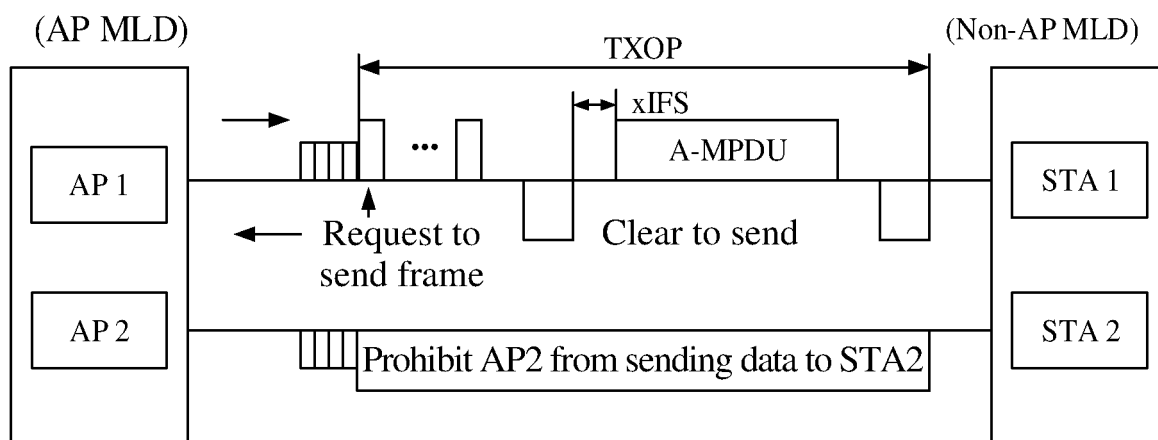 (AP MLD)
(Non-AP MLD)
TXOP
xIFS
A-MPDU
AP 1
STA 1
•••
Request to
send frame
Clear to send
AP 2
STA 2
Prohibit AP2 from sending data to STA2